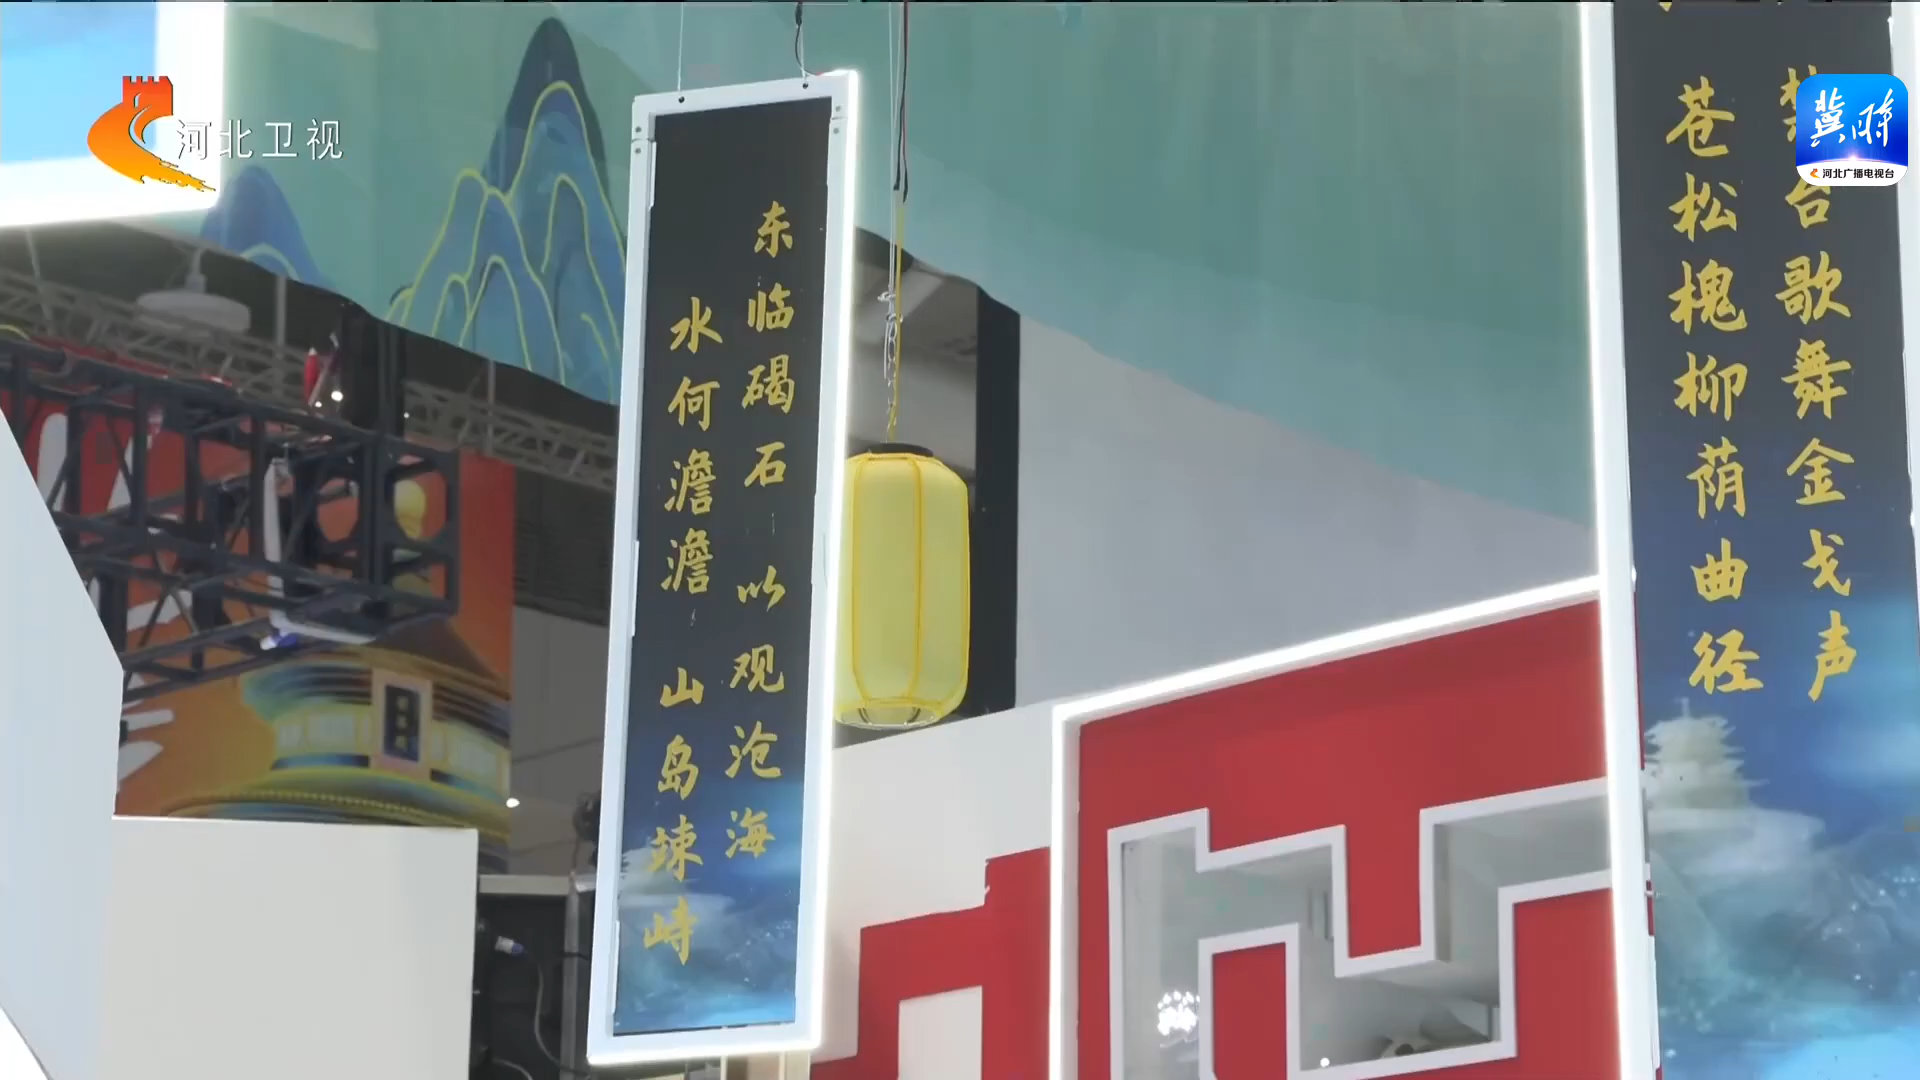 河北卫视
东临碣石,以观沧海
水何澹澹,山岛竦峙
台歌舞金戈声
苍松槐柳荫曲径
冀时
河北广播电视台